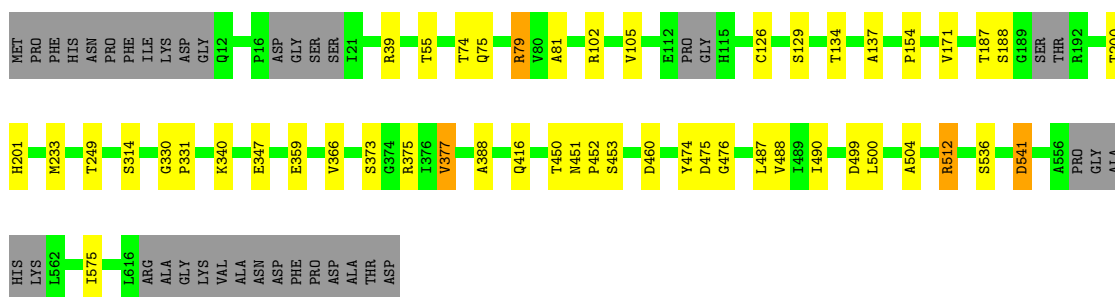 MET PRO PHE HIS ASN PRO PHE ILE LYS ASP GLY Q12 P16 ASP GLY SER SER I21 R39 T55 T74 Q75 R79 V80 A81 R102 V105 E112 PRO GLY H115 C126 S129 T134 A137 P154 V171 T187 S188 G189 SER THR R192
H201 M233 T249 S314 G330 P331 K340 E347 E359 V366 S373 G374 R375 I376 V377 A388 Q416 T450 N451 P452 S453 D460 Y474 D475 G476 L487 V488 I489 I490 D499 L500 A504 R512 S536 D541 A556 PRO GLY ALA
HIS LYS L562 I575 L616 ARG ALA GLY LYS VAL ALA ASN ASP PHE PRO ASP ALA THR ASP